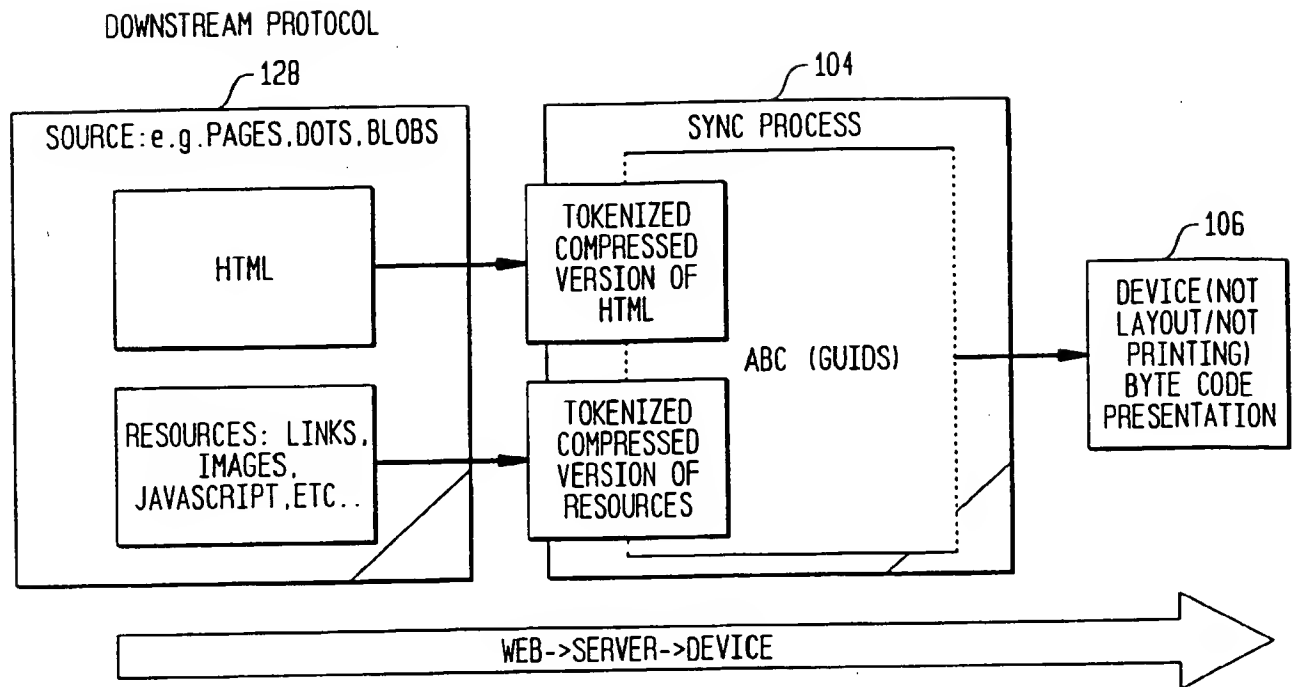 DOWNSTREAM PROTOCOL
128
SOURCE:e.g.PAGES,DOTS,BLOBS
HTML
RESOURCES: LINKS,
IMAGES,
JAVASCRIPT,ETC..
104
SYNC PROCESS
TOKENIZED
COMPRESSED
VERSION OF
HTML
ABC (GUIDS)
TOKENIZED
COMPRESSED
VERSION OF
RESOURCES
106
DEVICE(NOT
LAYOUT/NOT
PRINTING)
BYTE CODE
PRESENTATION
WEB->SERVER->DEVICE